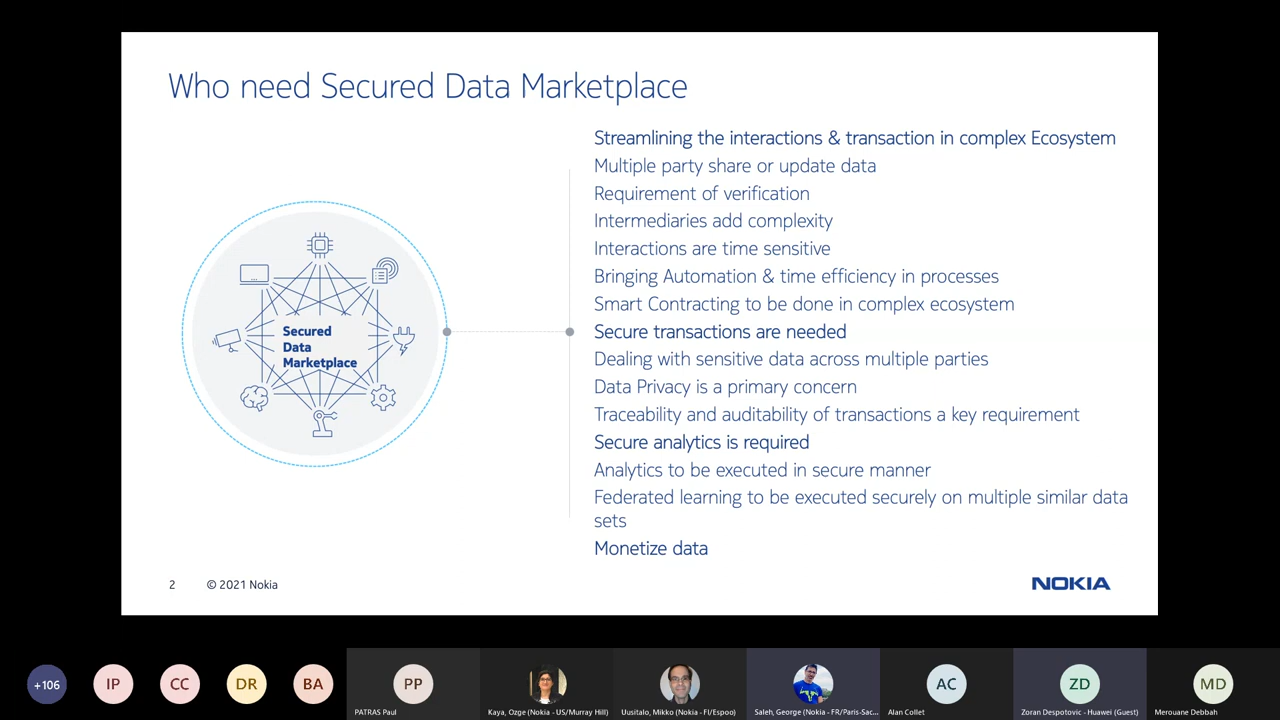 Who need Secured Data Marketplace
Streamlining the interactions & transaction in complex Ecosystem
Multiple party share or update data
Requirement of verification
Intermediaries add complexity
Interactions are time sensitive
Bringing Automation & time efficiency in processes
Smart Contracting to be done in complex ecosystem
Secure transactions are needed
Dealing with sensitive data across multiple parties
Data Privacy is a primary concern
Traceability and auditability of transactions a key requirement
Secure analytics is required
Analytics to be executed in secure manner
Federated learning to be executed securely on multiple similar data
sets
Monetize data
Secured
Data
Marketplace
2 © 2021 Nokia
NOKIA
+106 IP CC DR BA PP AC ZD MD
PATRAS Paul
Kaya, Ozge (Nokia - US/Murray Hill)
Uusitalo, Mikko (Nokia - FI/Espoo)
Saleh, George (Nokia - FR/Paris-Sac...
Alan Collet
Zoran Despotovic - Huawei (Guest)
Merouane Debbah